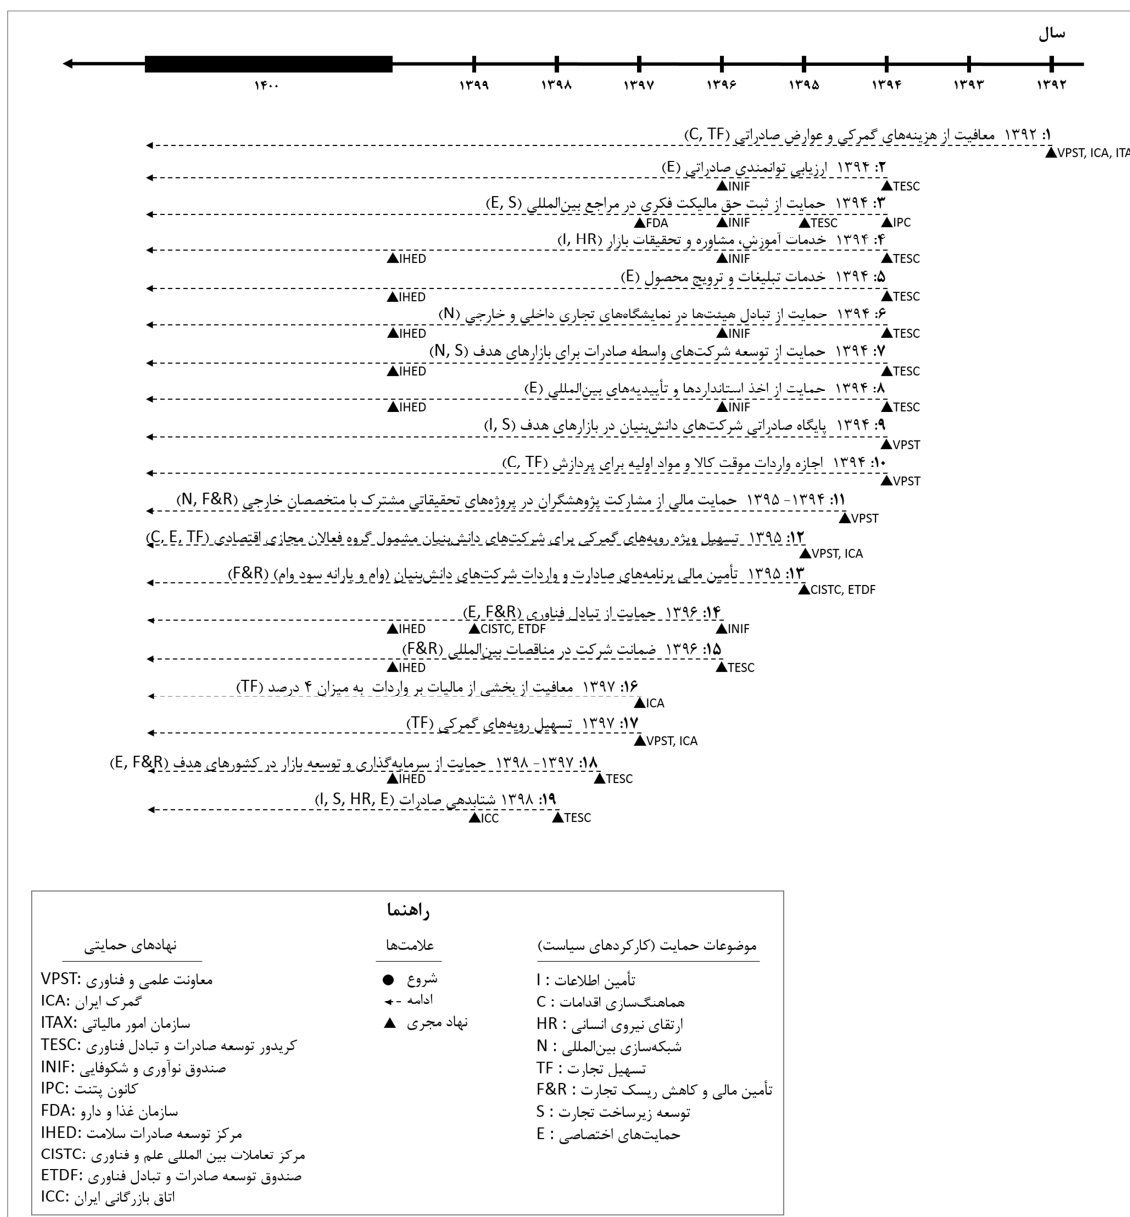 سال
۱۳۹۲ ۱۳۹۳ ۱۳۹۴ ۱۳۹۵ ۱۳۹۶ ۱۳۹۷ ۱۳۹۸ ۱۳۹۹ ۱۴۰۰
۱: ۱۳۹۲ معافیت از هزینه‌های گمرکی و عوارض صادراتی (C, TF)
VPST, ICA, ITA
۲: ۱۳۹۴ ارزیابی توانمندی صادراتی (E)
TESC INIF
۳: ۱۳۹۴ حمایت از ثبت حق مالیکت فکری در مراجع بین‌المللی (E, S)
IPC TESC INIF FDA
۴: ۱۳۹۴ خدمات آموزش، مشاوره و تحقیقات بازار (I, HR)
TESC INIF IHED
۵: ۱۳۹۴ خدمات تبلیغات و ترویج محصول (E)
TESC IHED
۶: ۱۳۹۴ حمایت از تبادل هیئت‌ها در نمایشگاه‌های تجاری داخلی و خارجی (N)
TESC INIF IHED
۷: ۱۳۹۴ حمایت از توسعه شرکت‌های واسطه صادرات برای بازارهای هدف (N, S)
TESC IHED
۸: ۱۳۹۴ حمایت از اخذ استانداردها و تأییدیه‌های بین‌المللی (E)
TESC INIF IHED
۹: ۱۳۹۴ پایگاه صادراتی شرکت‌های دانش‌بنیان در بازارهای هدف (I, S)
VPST
۱۰: ۱۳۹۴ اجازه واردات موقت کالا و مواد اولیه برای پردازش (C, TF)
VPST
۱۱: ۱۳۹۴- ۱۳۹۵ حمایت مالی از مشارکت پژوهشگران در پروژه‌های تحقیقاتی مشترک با متخصصان خارجی (N, F&R)
VPST
۱۲: ۱۳۹۵ تسهیل ویژه رویه‌های گمرکی برای شرکت‌های دانش‌بنیان مشمول گروه فعالان مجازی اقتصادی (C, E, TF)
VPST, ICA
۱۳: ۱۳۹۵ تأمین مالی برنامه‌های صادارت و واردات شرکت‌های دانش‌بنیان (وام و یارانه سود وام) (F&R)
CISTC, ETDF
۱۴: ۱۳۹۶ حمایت از تبادل فناوری (E, F&R)
INIF CISTC, ETDF IHED
۱۵: ۱۳۹۶ ضمانت شرکت در مناقصات بین‌المللی (F&R)
TESC IHED
۱۶: ۱۳۹۷ معافیت از بخشی از مالیات بر واردات به میزان ۴ درصد (TF)
ICA
۱۷: ۱۳۹۷ تسهیل رویه‌های گمرکی (TF)
VPST, ICA
۱۸: ۱۳۹۷- ۱۳۹۸ حمایت از سرمایه‌گذاری و توسعه بازار در کشورهای هدف (E, F&R)
TESC IHED
۱۹: ۱۳۹۸ شتابدهی صادرات (I, S, HR, E)
TESC ICC
راهنما
موضوعات حمایت (کارکردهای سیاست)
I : تأمین اطلاعات
C : هماهنگ‌سازی اقدامات
HR : ارتقای نیروی انسانی
N : شبکه‌سازی بین‌المللی
TF : تسهیل تجارت
F&R : تأمین مالی و کاهش ریسک تجارت
S : توسعه زیرساخت تجارت
E : حمایت‌های اختصاصی
علامت‌ها
شروع
ادامه
نهاد مجری
نهادهای حمایتی
VPST: معاونت علمی و فناوری
ICA: گمرک ایران
ITAX: سازمان امور مالیاتی
TESC: کریدور توسعه صادرات و تبادل فناوری
INIF: صندوق نوآوری و شکوفایی
IPC: کانون پتنت
FDA: سازمان غذا و دارو
IHED: مرکز توسعه صادرات سلامت
CISTC: مرکز تعاملات بین المللی علم و فناوری
ETDF: صندوق توسعه صادرات و تبادل فناوری
ICC: اتاق بازرگانی ایران